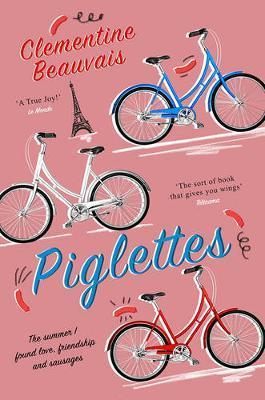 Clementine
Beauvais
'A True Joy!'
Le Monde
'The sort of book
that gives you wings'
Télérama
Piglettes
The summer I
found love, friendship
and sausages